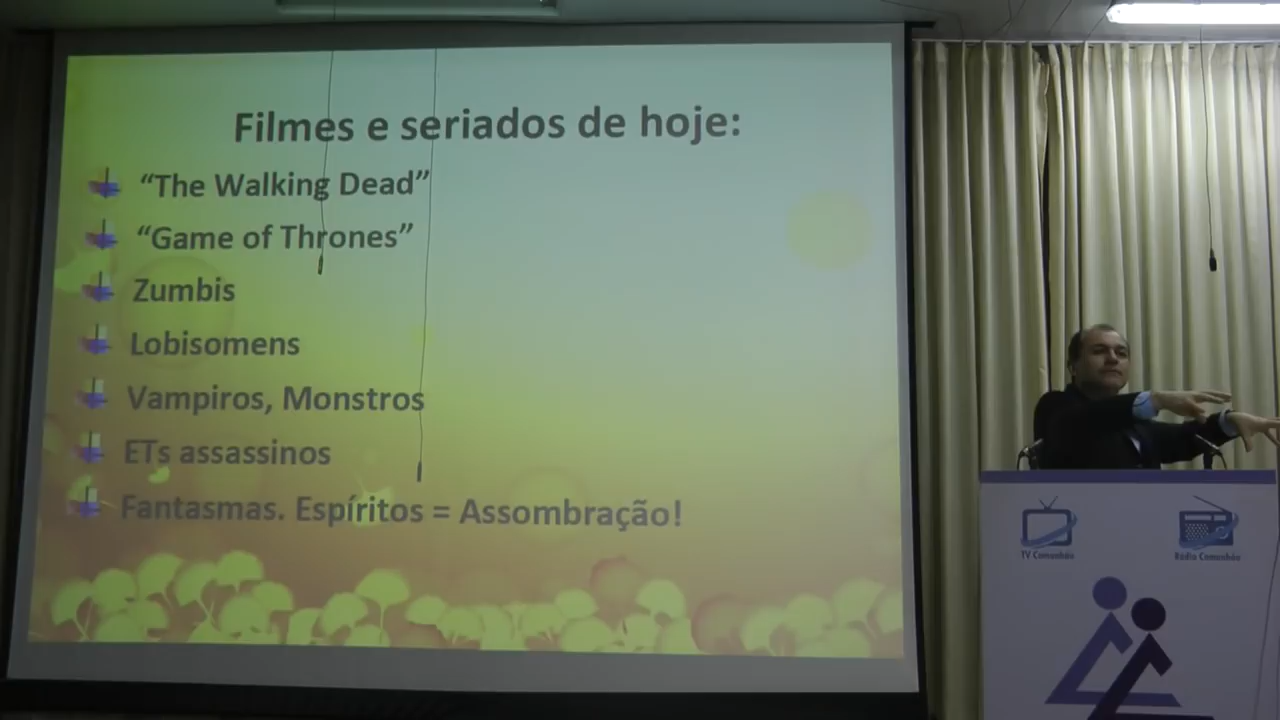 Filmes e seriados de hoje:
“The Walking Dead”
“Game of Thrones”
Zumbis
Lobisomens
Vampiros, Monstros
ETs assassinos
Fantasmas. Espíritos = Assombração!
TV Comunhão
Rádio Comunhão